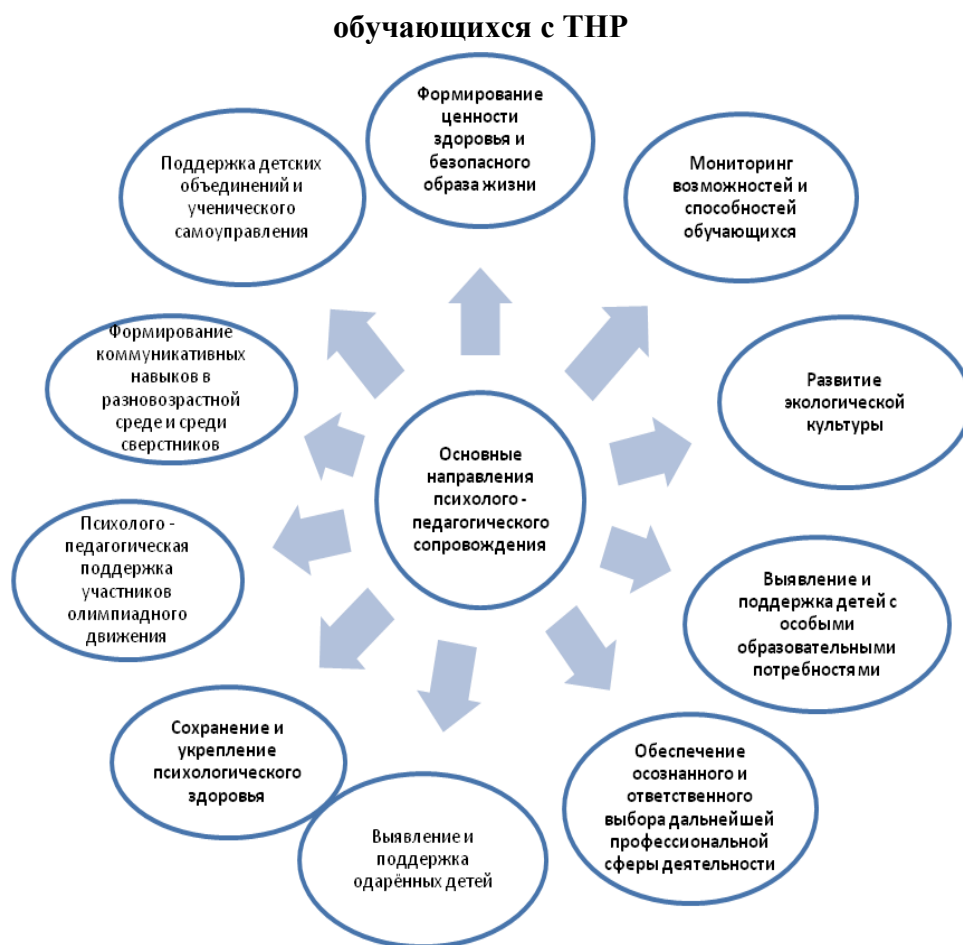 обучающихся с ТНР
Формирование
ценности
здоровья и
безопасного
образа жизни
Мониторинг
возможностей и
способностей
обучающихся
Развитие
экологической
культуры
Выявление и
поддержка детей с
особыми
образовательными
потребностями
Обеспечение
осознанного и
ответственного
выбора дальнейшей
профессиональной
сферы деятельности
Выявление и
поддержка
одарённых детей
Сохранение и
укрепление
психологического
здоровья
Психолого -
педагогическая
поддержка
участников
олимпиадного
движения
Формирование
коммуникативных
навыков в
разновозрастной
среде и среди
сверстников
Поддержка детских
объединений и
ученического
самоуправления
Основные
направления
психолого -
педагогического
сопровождения